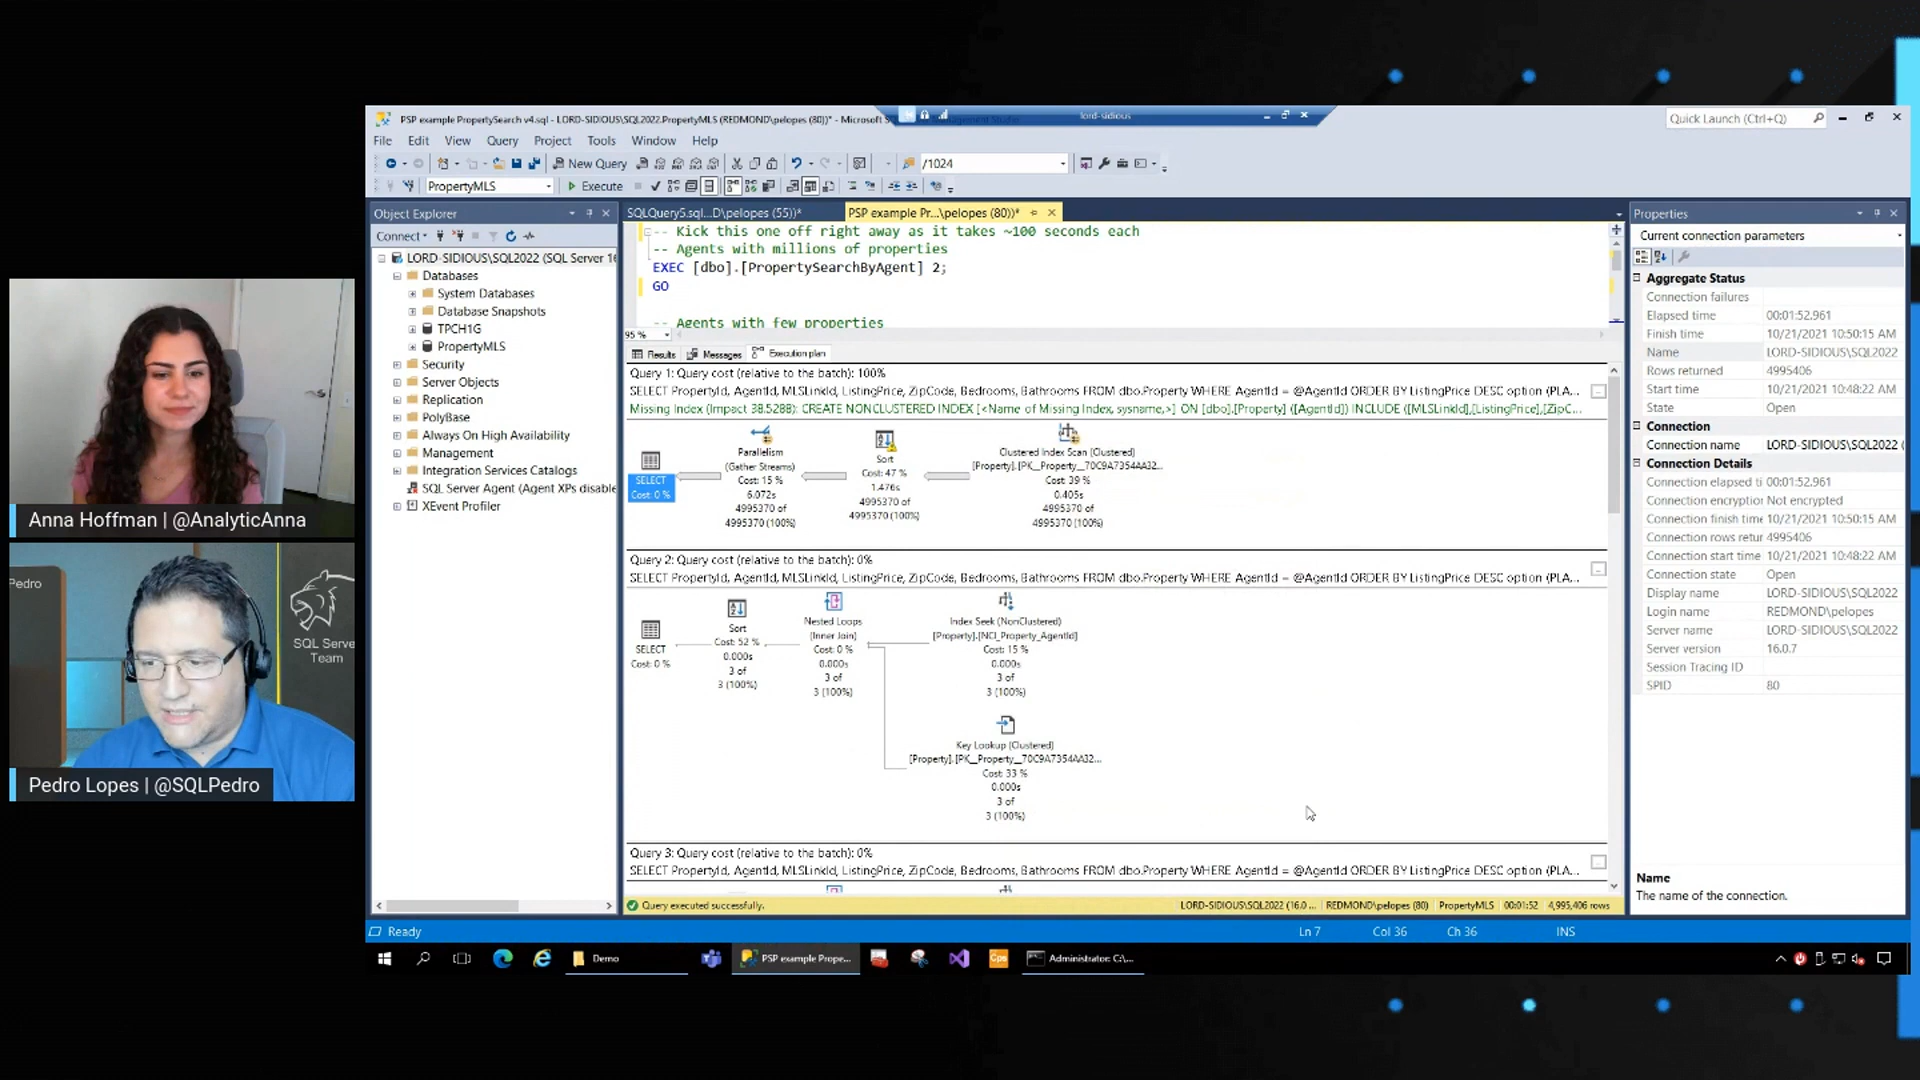 PSP example PropertySearch v4.sql - LORD-SIDIOUS\SQL2022.PropertyMLS (REDMOND\pelopes (80))* - Microsoft S
lord-sidious
Quick Launch (Ctrl+Q)
File Edit View Query Project Tools Window Help
New Query
/1024
PropertyMLS
Execute
Object Explorer
Connect
LORD-SIDIOUS\SQL2022 (SQL Server 16
Databases
System Databases
Database Snapshots
TPCH1G
PropertyMLS
Security
Server Objects
Replication
PolyBase
Always On High Availability
Management
Integration Services Catalogs
SQL Server Agent (Agent XPs disable
XEvent Profiler
SQLQuery5.sql...D\pelopes (55))*
PSP example Pr...\pelopes (80))*
-- Kick this one off right away as it takes ~100 seconds each
-- Agents with millions of properties
EXEC [dbo].[PropertySearchByAgent] 2;
GO
-- Agents with few properties
95 %
Results Messages Execution plan
Query 1: Query cost (relative to the batch): 100%
SELECT PropertyId, AgentId, MLSLinkId, ListingPrice, ZipCode, Bedrooms, Bathrooms FROM dbo.Property WHERE AgentId = @AgentId ORDER BY ListingPrice DESC option (PLA...
Missing Index (Impact 38.5288): CREATE NONCLUSTERED INDEX [<Name of Missing Index, sysname,>] ON [dbo].[Property] ([AgentId]) INCLUDE ([MLSLinkId],[ListingPrice],[ZipC...
SELECT
Cost: 0 %
Parallelism
(Gather Streams)
Cost: 15 %
6.072s
4995370 of
4995370 (100%)
Sort
Cost: 47 %
1.476s
4995370 of
4995370 (100%)
Clustered Index Scan (Clustered)
[Property].[PK__Property__70C9A7354AA32...
Cost: 39 %
0.405s
4995370 of
4995370 (100%)
Query 2: Query cost (relative to the batch): 0%
SELECT PropertyId, AgentId, MLSLinkId, ListingPrice, ZipCode, Bedrooms, Bathrooms FROM dbo.Property WHERE AgentId = @AgentId ORDER BY ListingPrice DESC option (PLA...
SELECT
Cost: 0 %
Sort
Cost: 52 %
0.000s
3 of
3 (100%)
Nested Loops
(Inner Join)
Cost: 0 %
0.000s
3 of
3 (100%)
Index Seek (NonClustered)
[Property].[NCI_Property_AgentId]
Cost: 15 %
0.000s
3 of
3 (100%)
Key Lookup (Clustered)
[Property].[PK__Property__70C9A7354AA32...
Cost: 33 %
0.000s
3 of
3 (100%)
Query 3: Query cost (relative to the batch): 0%
SELECT PropertyId, AgentId, MLSLinkId, ListingPrice, ZipCode, Bedrooms, Bathrooms FROM dbo.Property WHERE AgentId = @AgentId ORDER BY ListingPrice DESC option (PLA...
Query executed successfully.
LORD-SIDIOUS\SQL2022 (16.0 ... REDMOND\pelopes (80) PropertyMLS 00:01:52 4,995,406 rows
Properties
Current connection parameters
Aggregate Status
Connection failures
Elapsed time 00:01:52.961
Finish time 10/21/2021 10:50:15 AM
Name LORD-SIDIOUS\SQL2022
Rows returned 4995406
Start time 10/21/2021 10:48:22 AM
State Open
Connection
Connection name LORD-SIDIOUS\SQL2022 (
Connection Details
Connection elapsed ti 00:01:52.961
Connection encryptio Not encrypted
Connection finish time 10/21/2021 10:50:15 AM
Connection rows retur 4995406
Connection start time 10/21/2021 10:48:22 AM
Connection state Open
Display name LORD-SIDIOUS\SQL2022
Login name REDMOND\pelopes
Server name LORD-SIDIOUS\SQL2022
Server version 16.0.7
Session Tracing ID
SPID 80
Name
The name of the connection.
Ready
Ln 7 Col 36 Ch 36 INS
Demo
PSP example Prope...
Cps
Administrator: C:\...
Anna Hoffman | @AnalyticAnna
Pedro
SQL Serve
Team
Pedro Lopes | @SQLPedro